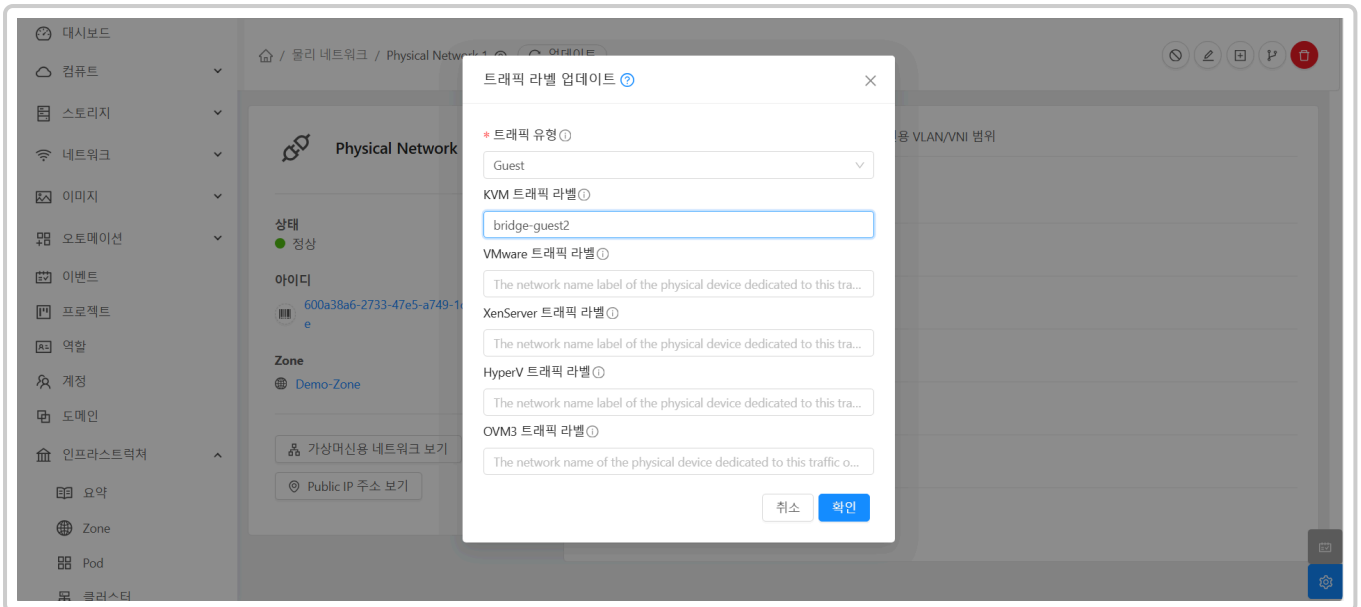 대시보드
컴퓨트
스토리지
네트워크
이미지
오토메이션
이벤트
프로젝트
역할
계정
도메인
인프라스트럭쳐
요약
Zone
Pod
클러스터
/ 물리 네트워크 / Physical Network 1 업데이트
Physical Network
상태
정상
아이디
600a38a6-2733-47e5-a749-1
e
Zone
Demo-Zone
가상머신용 네트워크 보기
Public IP 주소 보기
용 VLAN/VNI 범위
트래픽 라벨 업데이트
* 트래픽 유형
Guest
KVM 트래픽 라벨
bridge-guest2
VMware 트래픽 라벨
The network name label of the physical device dedicated to this tra...
XenServer 트래픽 라벨
The network name label of the physical device dedicated to this tra...
HyperV 트래픽 라벨
The network name label of the physical device dedicated to this tra...
OVM3 트래픽 라벨
The network name of the physical device dedicated to this traffic o...
취소 확인